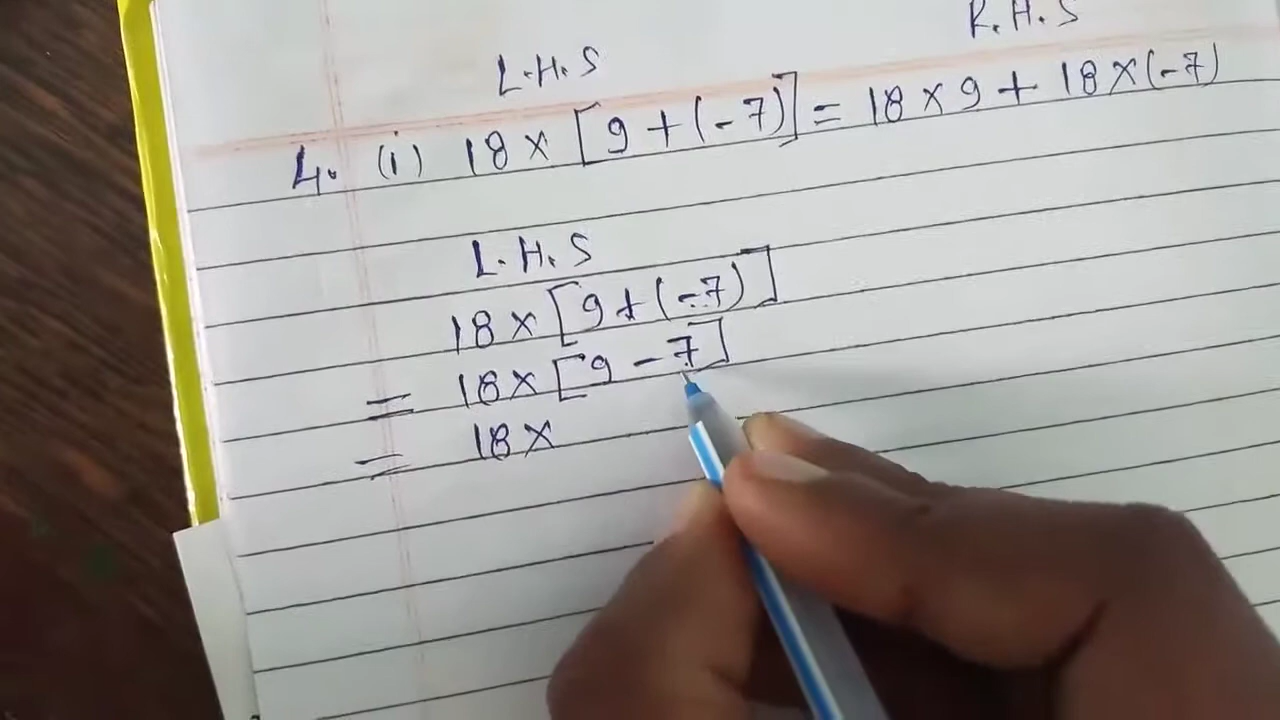 L.H.S R.H.S
4. (i) 18 × [9 + (-7)] = 18 × 9 + 18 × (-7)
L.H.S
18 × [9 + (-7)]
= 18 × [9 - 7]
= 18 ×